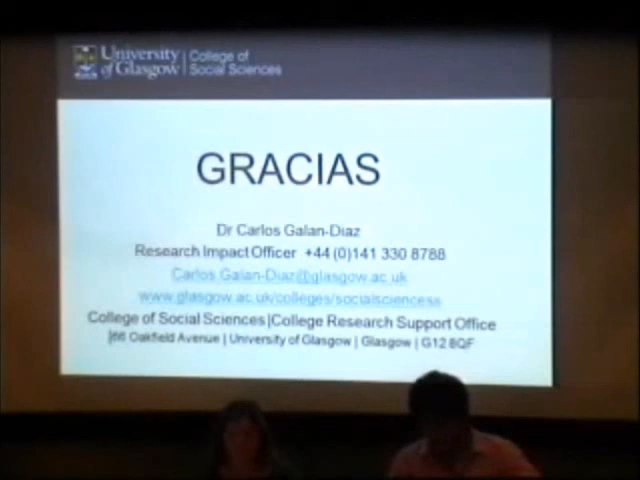 University of Glasgow | College of Social Sciences
GRACIAS
Dr Carlos Galan-Diaz
Research Impact Officer +44 (0)141 330 8788
Carlos.Galan-Diaz@glasgow.ac.uk
www.glasgow.ac.uk/colleges/socialsciencess
College of Social Sciences|College Research Support Office
|66 Oakfield Avenue | University of Glasgow | Glasgow | G12 8QF